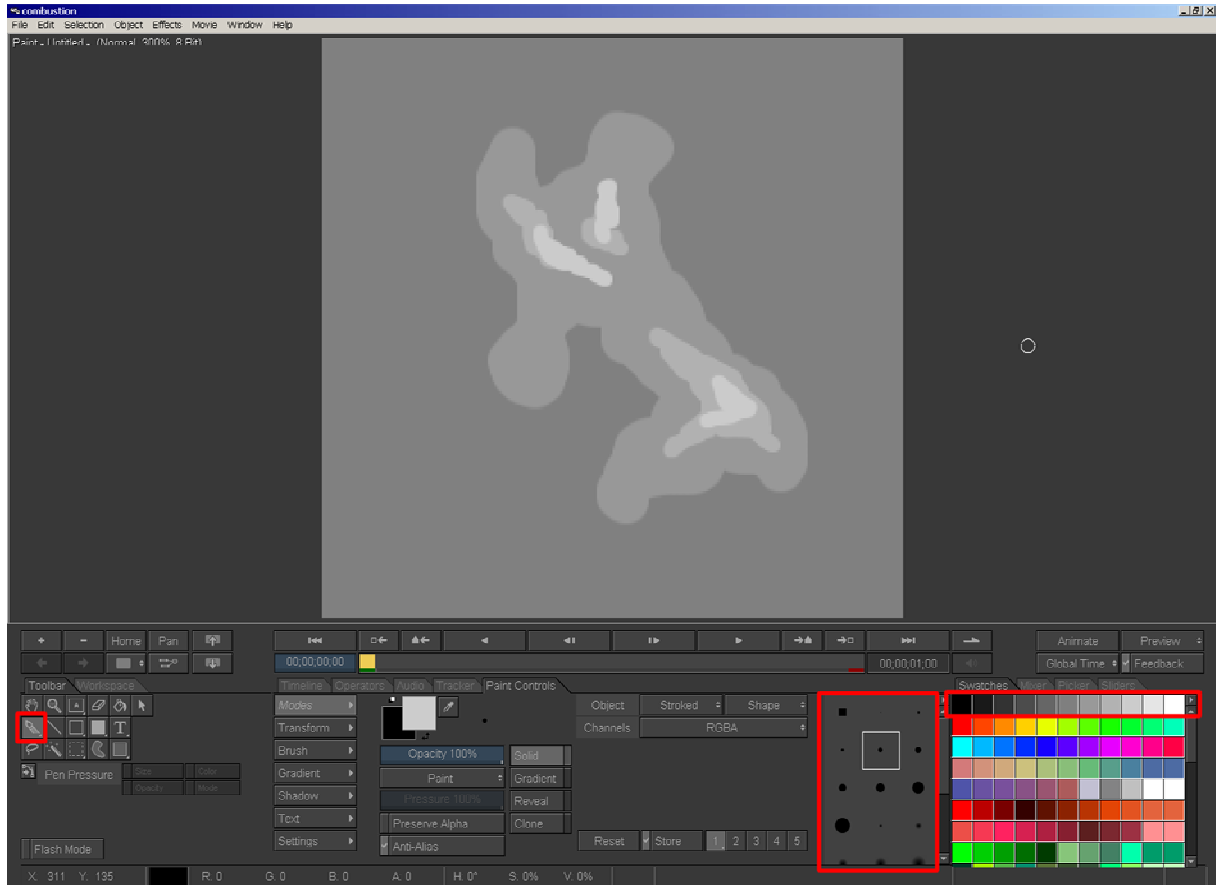 combustion
File Edit Selection Object Effects Movie Window Help
Paint - Untitled - (Normal, 300%, 8 Bit)
+ - Home Pan
Animate Preview
00;00;00;00 00;00;01;00 Global Time Feedback
Toolbar Workspace Timeline Operators Audio Tracker Paint Controls Swatches Mixer Picker Sliders
Modes Object Stroked Shape
T Transform Channels RGBA
Brush Opacity 100% Solid
Pen Pressure Size Color Gradient Paint Gradient
Opacity Mode
Shadow Pressure 100% Reveal
Text Preserve Alpha Clone
Flash Mode Settings Anti-Alias Reset Store 1 2 3 4 5
X. 311 Y. 135 R. 0 G. 0 B. 0 A. 0 H. 0° S. 0% V. 0%